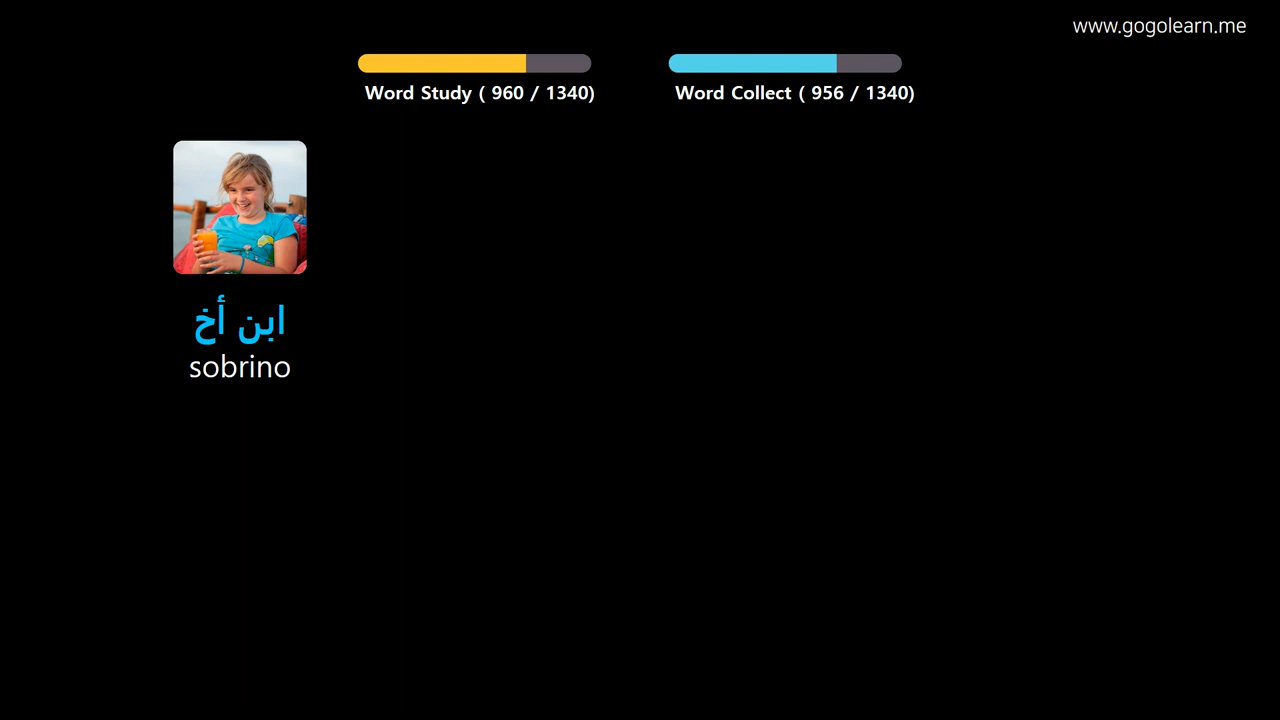 www.gogolearn.me
Word Study ( 960 / 1340)
Word Collect ( 956 / 1340)
ابن أخ
sobrino